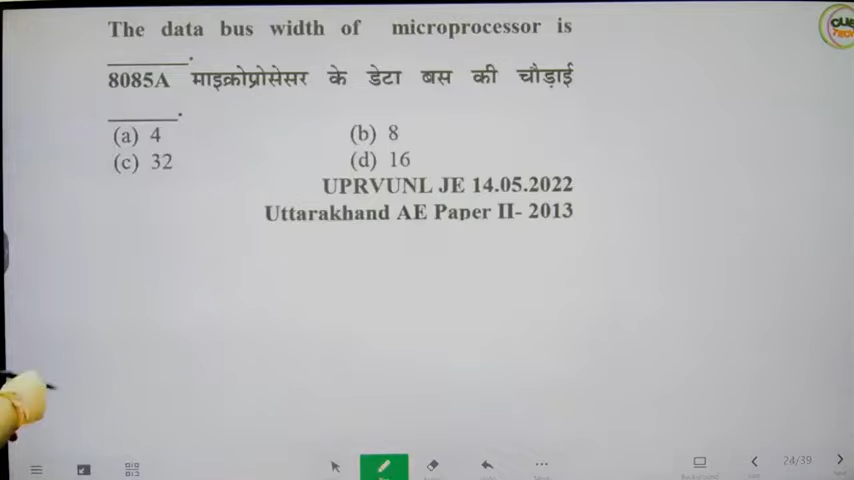 The data bus width of microprocessor is
________.
8085A माइक्रोप्रोसेसर के डेटा बस की चौड़ाई
_______.
(a) 4 (b) 8
(c) 32 (d) 16
UPRVUNL JE 14.05.2022
Uttarakhand AE Paper II- 2013
24/39